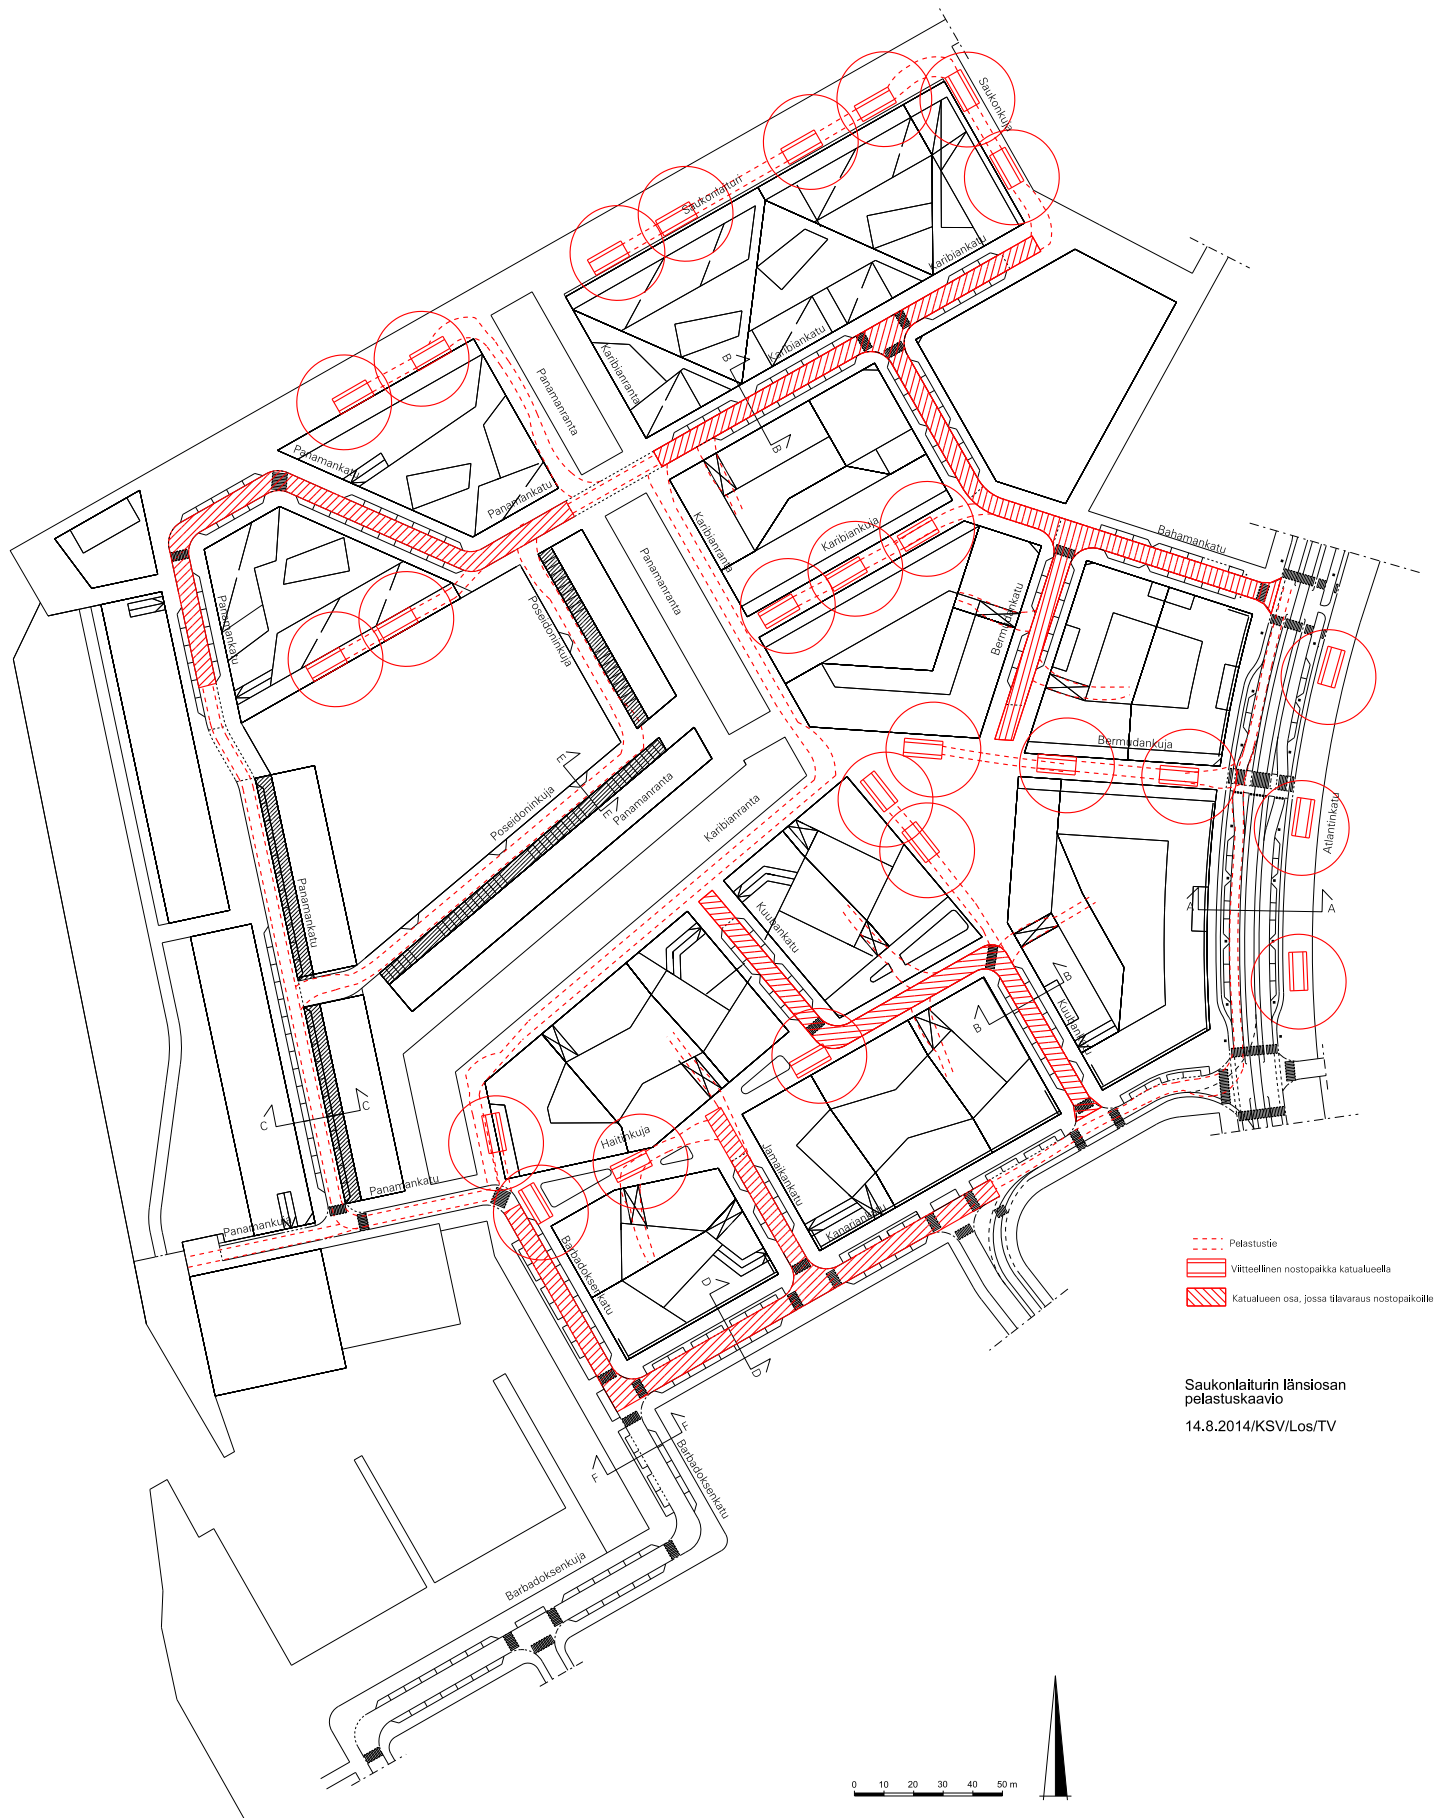 Saukonkuja
Saukonlaituri
Karibiankatu
Karibiankatu
Karibianranta
B
B
Panamanranta
Panamankatu
Panamankatu
Karibianranta
Karibiankuja
Bahamankatu
Panamanranta
Bermudankatu
Poseidoninkuja
Panamankatu
Bermudankuja
E
E
Panamanranta
Poseidoninkuja
Karibianranta
Atlantinkatu
Panamankatu
Kuubankatu
A
A
B
B
Kuubankatu
C
C
Haitinkuja
Jamaikankatu
Panamankatu
Panamankuja
Kanariankatu
Barbadoksenkatu
D
D
Pelastustie
Viitteellinen nostopaikka katualueella
Katualueen osa, jossa tilavaraus nostopaikoille
Saukonlaiturin länsiosan
pelastuskaavio
14.8.2014/KSV/Los/TV
F
F
Barbadoksenkatu
Barbadoksenkuja
0 10 20 30 40 50 m